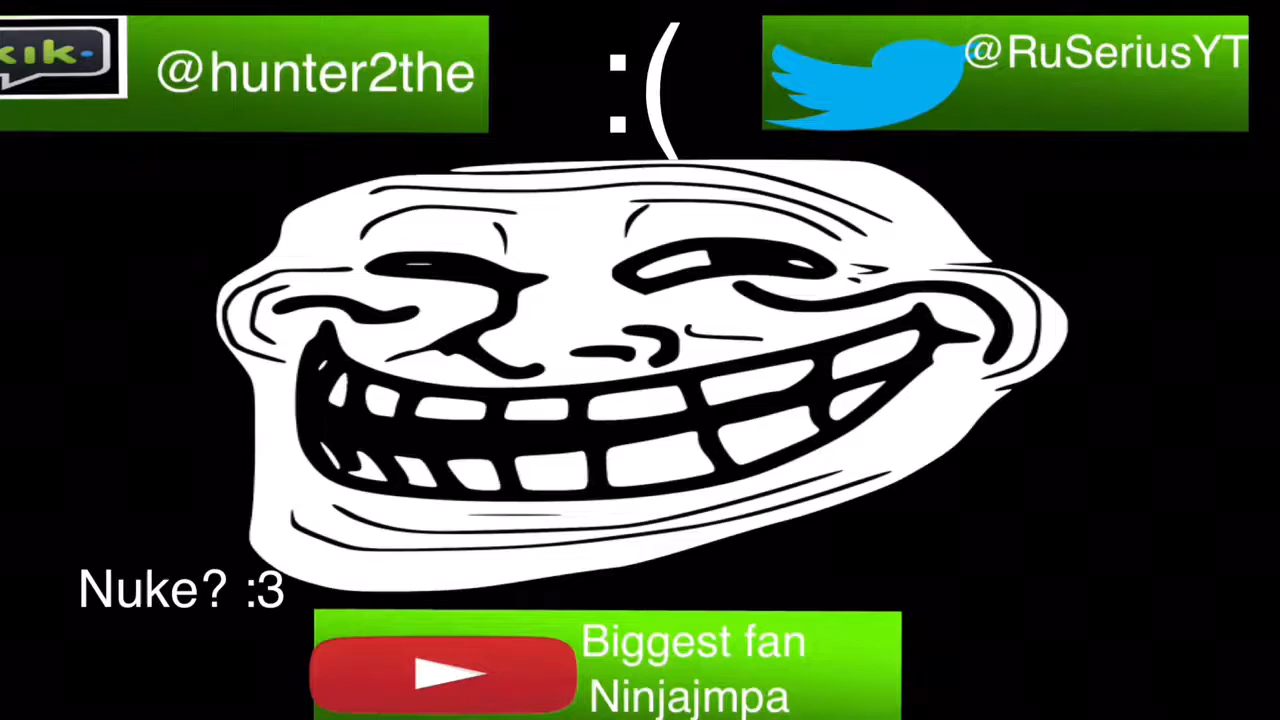 kik·
@hunter2the
:(
@RuSeriusYT
Nuke? :3
Biggest fan
Ninjajmpa